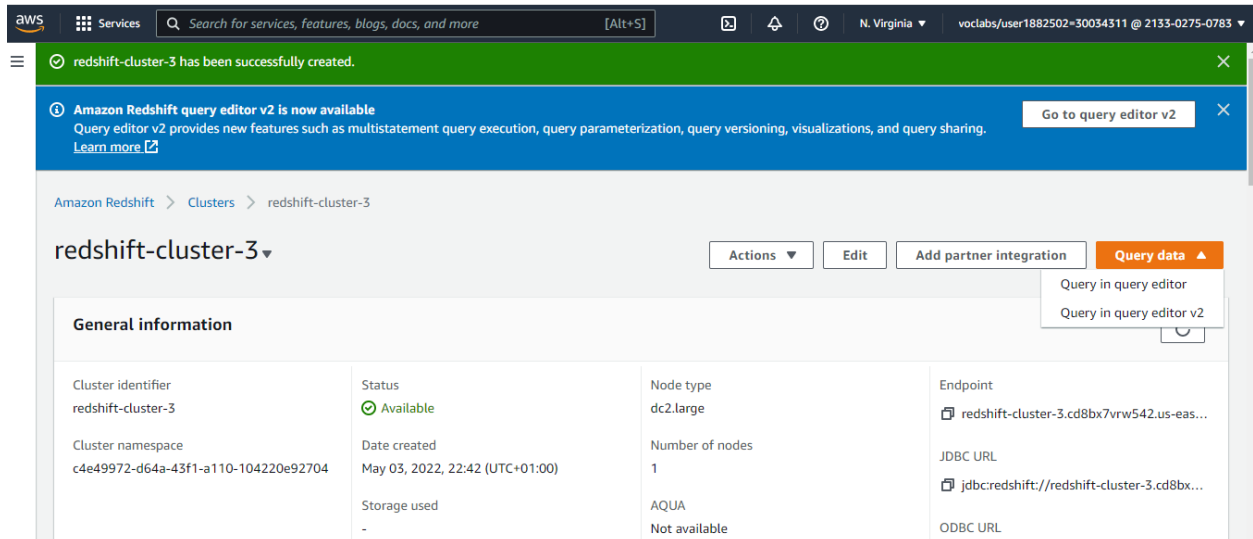 aws
Services
Search for services, features, blogs, docs, and more
[Alt+S]
N. Virginia ▼
voclabs/user1882502=30034311 @ 2133-0275-0783 ▼
redshift-cluster-3 has been successfully created.
Amazon Redshift query editor v2 is now available
Query editor v2 provides new features such as multistatement query execution, query parameterization, query versioning, visualizations, and query sharing.
Learn more
Go to query editor v2
Amazon Redshift > Clusters > redshift-cluster-3
redshift-cluster-3 ▼
Actions ▼
Edit
Add partner integration
Query data ▲
Query in query editor
Query in query editor v2
General information
Cluster identifier
redshift-cluster-3
Cluster namespace
c4e49972-d64a-43f1-a110-104220e92704
Status
Available
Date created
May 03, 2022, 22:42 (UTC+01:00)
Storage used
-
Node type
dc2.large
Number of nodes
1
AQUA
Not available
Endpoint
redshift-cluster-3.cd8bx7vrw542.us-eas...
JDBC URL
jdbc:redshift://redshift-cluster-3.cd8bx...
ODBC URL